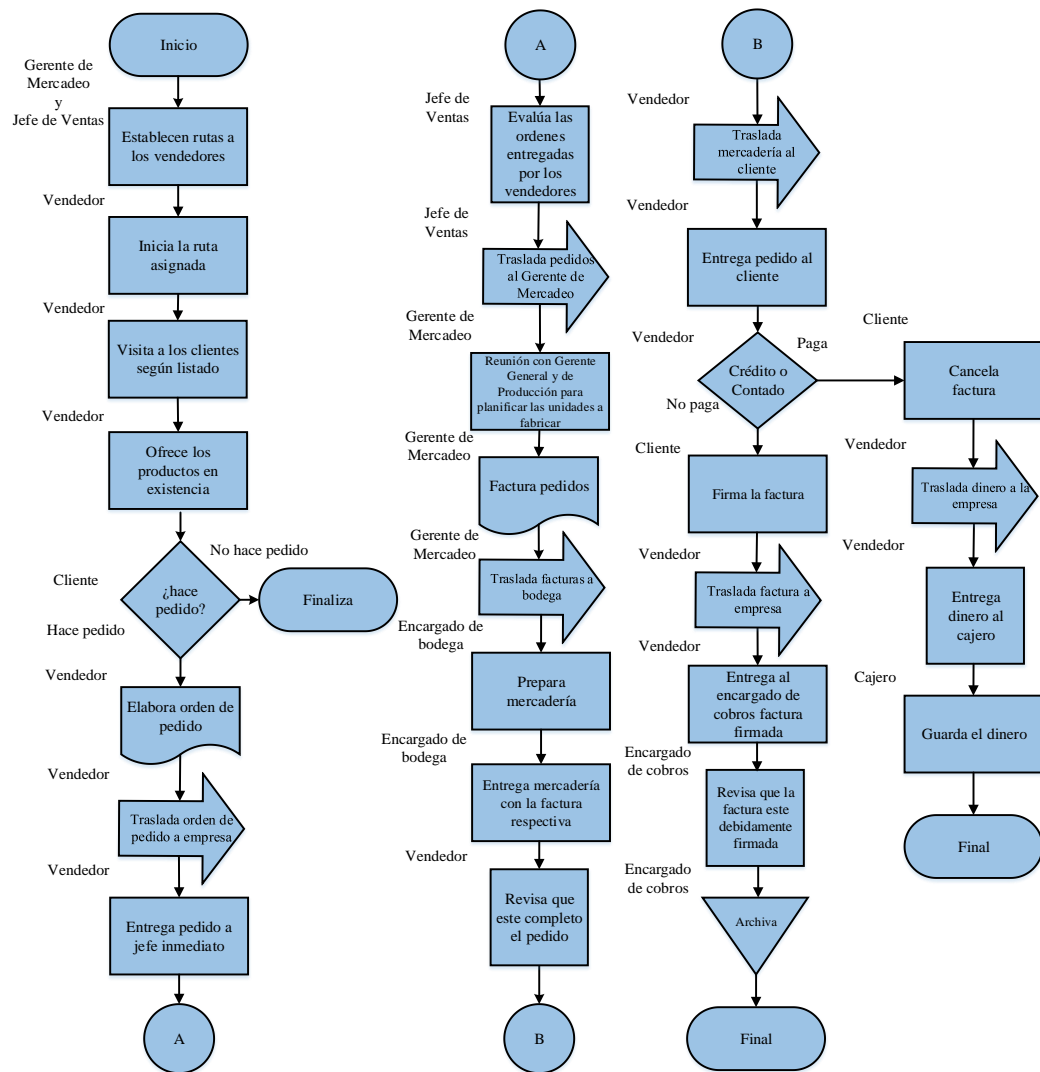 Inicio
Gerente de
Mercadeo
y
Jefe de Ventas
Establecen rutas a
los vendedores
Vendedor
Inicia la ruta
asignada
Vendedor
Visita a los clientes
según listado
Vendedor
Ofrece los
productos en
existencia
No hace pedido
Cliente
¿hace
pedido?
Finaliza
Hace pedido
Vendedor
Elabora orden de
pedido
Vendedor
Traslada orden de
pedido a empresa
Vendedor
Entrega pedido a
jefe inmediato
A
A
Jefe de
Ventas
Evalúa las
ordenes
entregadas
por los
vendedores
Jefe de
Ventas
Traslada pedidos
al Gerente de
Mercadeo
Gerente de
Mercadeo
Reunión con Gerente
General y de
Producción para
planificar las unidades a
fabricar
Gerente de
Mercadeo
Factura pedidos
Gerente de
Mercadeo
Traslada facturas a
bodega
Encargado de
bodega
Prepara
mercadería
Encargado de
bodega
Entrega mercadería
con la factura
respectiva
Vendedor
Revisa que
este completo
el pedido
B
B
Vendedor
Traslada
mercadería al
cliente
Vendedor
Entrega pedido al
cliente
Vendedor
Crédito o
Contado
Paga
No paga
Cliente
Firma la factura
Vendedor
Traslada factura a
empresa
Vendedor
Entrega al
encargado de
cobros factura
firmada
Encargado
de cobros
Revisa que la
factura este
debidamente
firmada
Encargado
de cobros
Archiva
Final
Cliente
Cancela
factura
Vendedor
Traslada dinero a la
empresa
Vendedor
Entrega
dinero al
cajero
Cajero
Guarda el dinero
Final